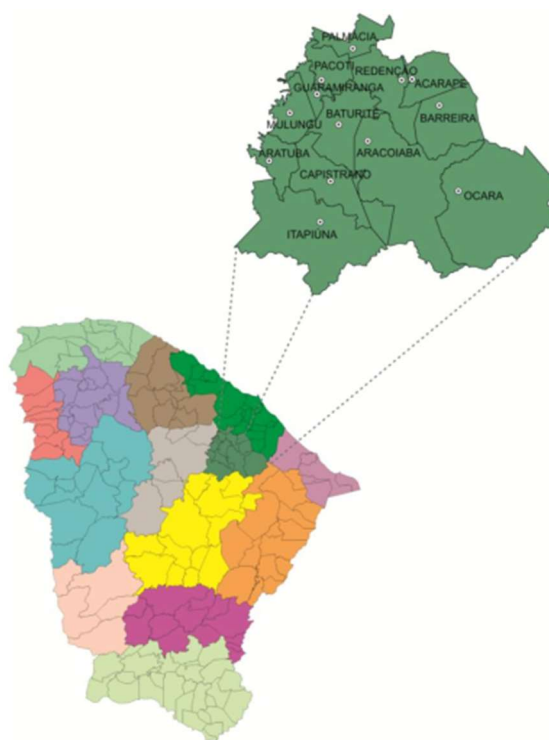 PALMÁCIA
PACOTI
REDENÇÃO
ACARAPE
GUARAMIRANGA
MULUNGU
BATURITÉ
BARREIRA
ARATUBA
ARACOIABA
CAPISTRANO
OCARA
ITAPIÚNA